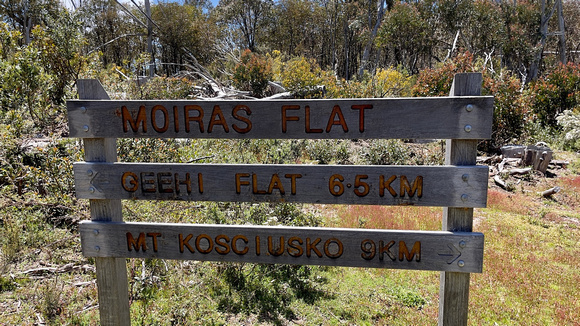 MOIRAS FLAT
GEEHI FLAT 6.5 KM
MT KOSCIUSKO 9KM